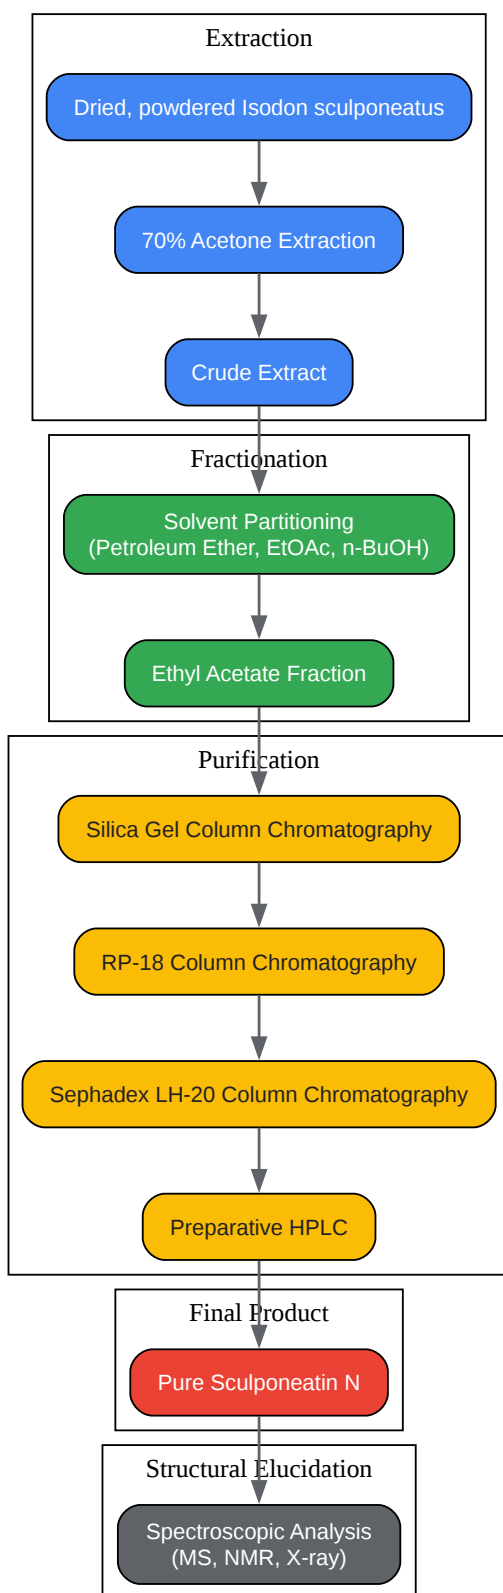 Extraction
Dried, powdered Isodon sculponeatus
70% Acetone Extraction
Crude Extract
Fractionation
Solvent Partitioning
(Petroleum Ether, EtOAc, n-BuOH)
Ethyl Acetate Fraction
Purification
Silica Gel Column Chromatography
RP-18 Column Chromatography
Sephadex LH-20 Column Chromatography
Preparative HPLC
Final Product
Pure Sculponeatin N
Structural Elucidation
Spectroscopic Analysis
(MS, NMR, X-ray)